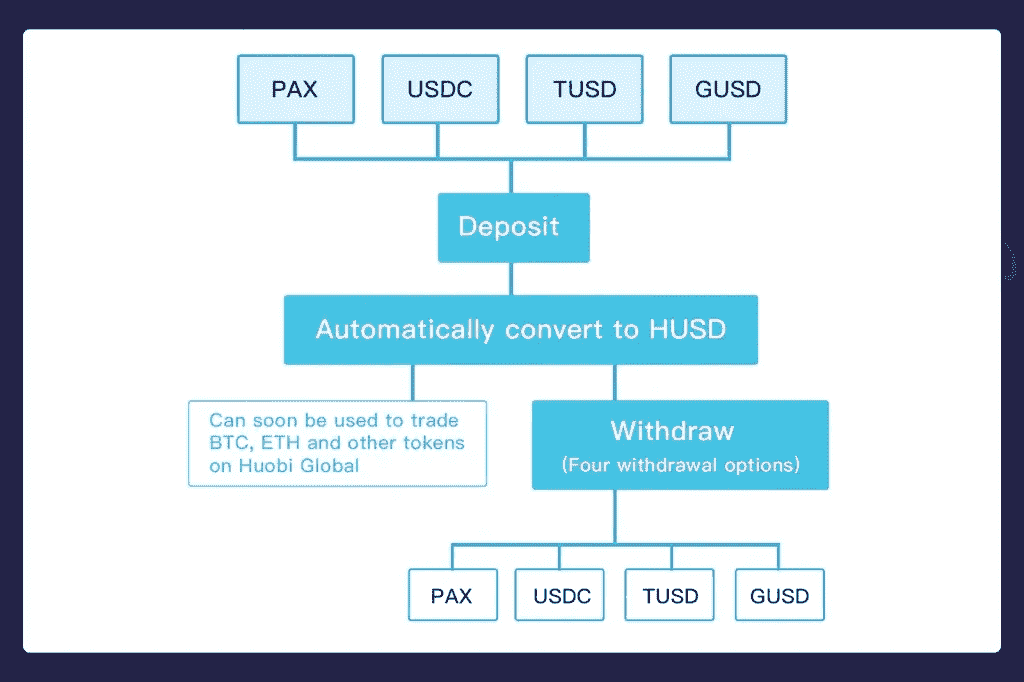 PAX
USDC
TUSD
GUSD
Deposit
Automatically convert to HUSD
Can soon be used to trade
BTC, ETH and other tokens
on Huobi Global
Withdraw
(Four withdrawal options)
PAX
USDC
TUSD
GUSD